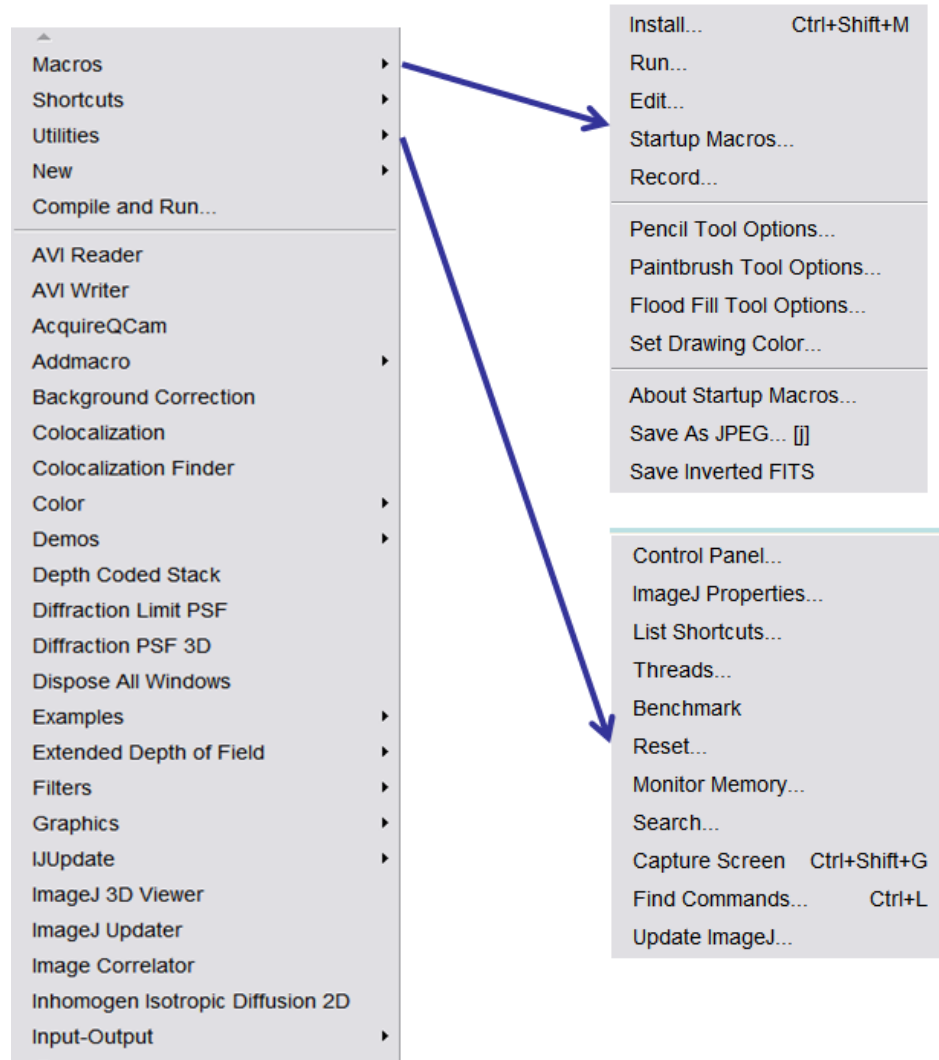 Macros
Shortcuts
Utilities
New
Compile and Run...
AVI Reader
AVI Writer
AcquireQCam
Addmacro
Background Correction
Colocalization
Colocalization Finder
Color
Demos
Depth Coded Stack
Diffraction Limit PSF
Diffraction PSF 3D
Dispose All Windows
Examples
Extended Depth of Field
Filters
Graphics
IJUpdate
ImageJ 3D Viewer
ImageJ Updater
Image Correlator
Inhomogen Isotropic Diffusion 2D
Input-Output
Install... Ctrl+Shift+M
Run...
Edit...
Startup Macros...
Record...
Pencil Tool Options...
Paintbrush Tool Options...
Flood Fill Tool Options...
Set Drawing Color...
About Startup Macros...
Save As JPEG... [j]
Save Inverted FITS
Control Panel...
ImageJ Properties...
List Shortcuts...
Threads...
Benchmark
Reset...
Monitor Memory...
Search...
Capture Screen Ctrl+Shift+G
Find Commands... Ctrl+L
Update ImageJ...